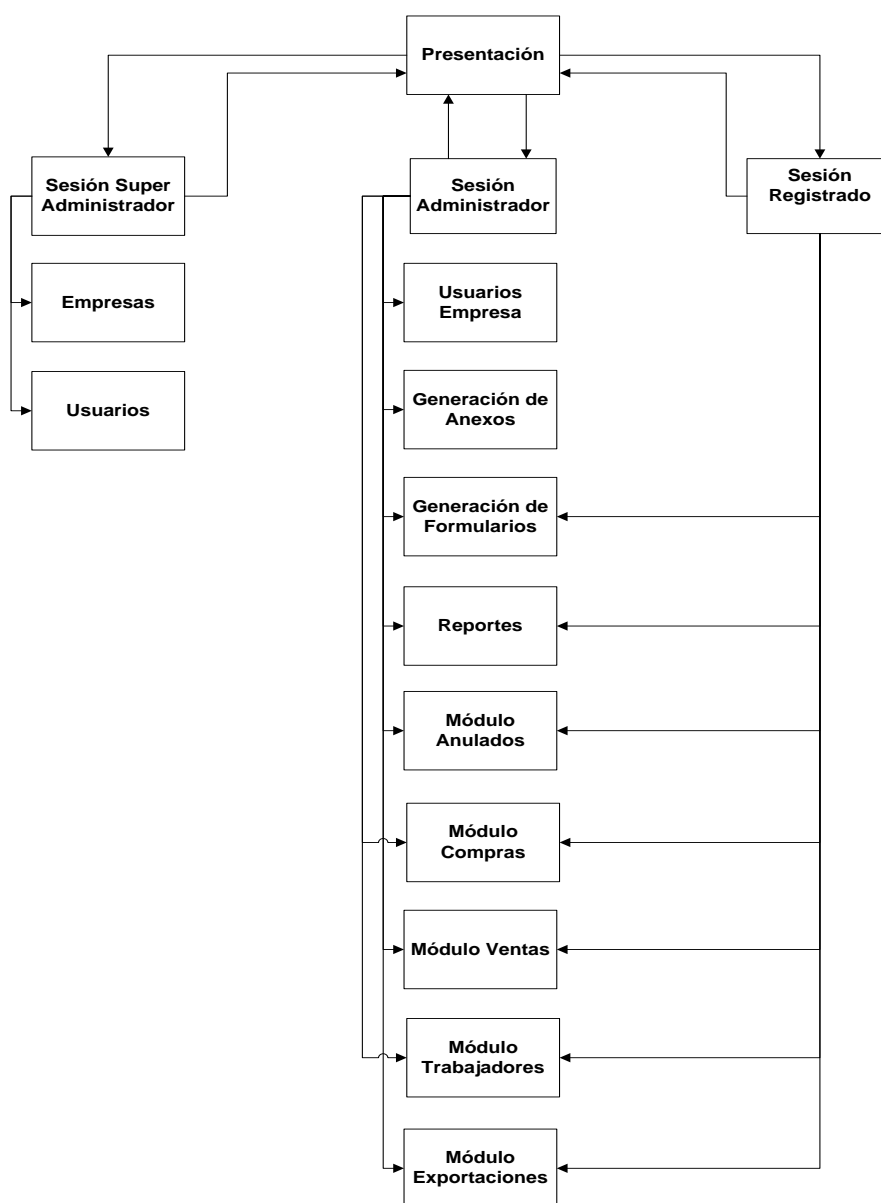 Presentación
Sesión Super
Administrador
Sesión
Administrador
Sesión
Registrado
Empresas
Usuarios
Empresa
Usuarios
Generación de
Anexos
Generación de
Formularios
Reportes
Módulo
Anulados
Módulo
Compras
Módulo Ventas
Módulo
Trabajadores
Módulo
Exportaciones